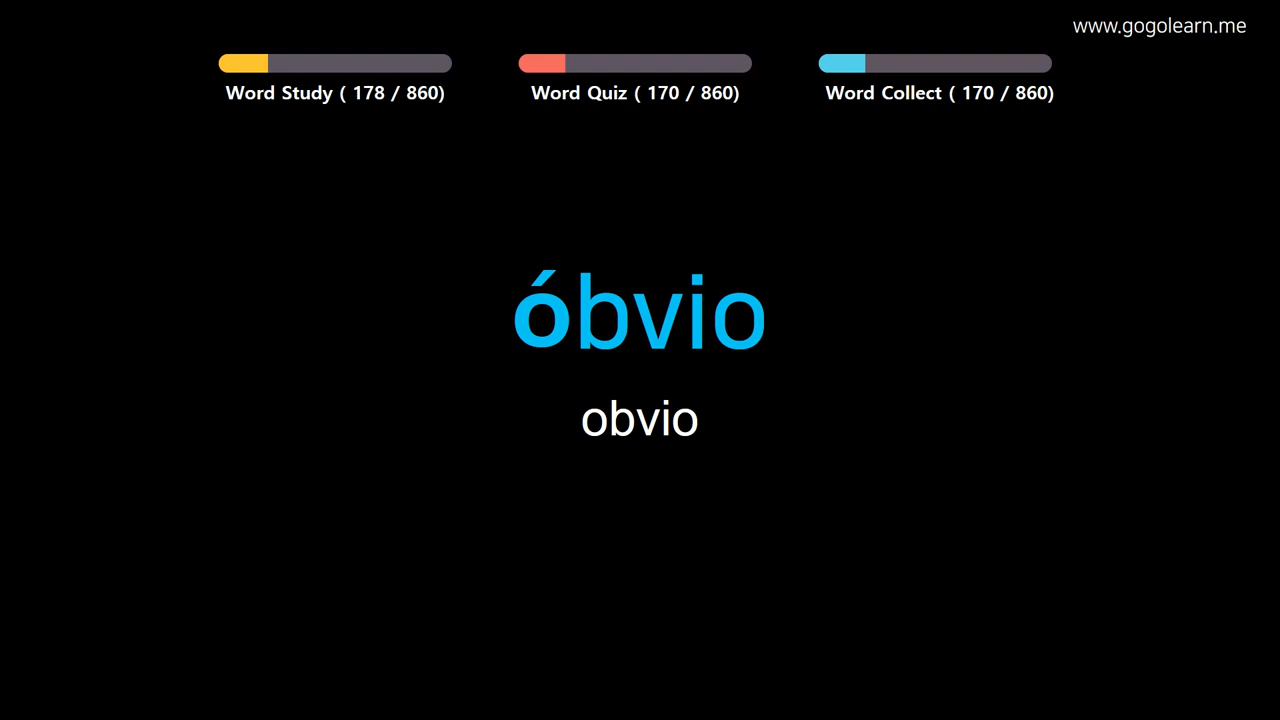 www.gogolearn.me
Word Study ( 178 / 860)
Word Quiz ( 170 / 860)
Word Collect ( 170 / 860)
óbvio
obvio